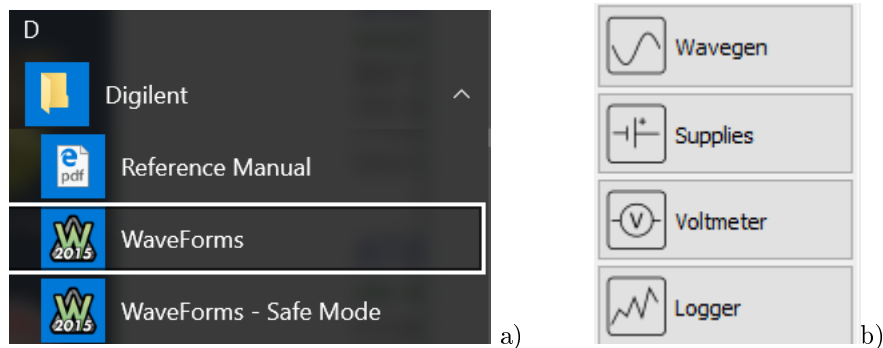 D
Digilent
e
pdf
Reference Manual
W
2015
WaveForms
W
2015
WaveForms - Safe Mode
a)
Wavegen
Supplies
V
Voltmeter
Logger
b)